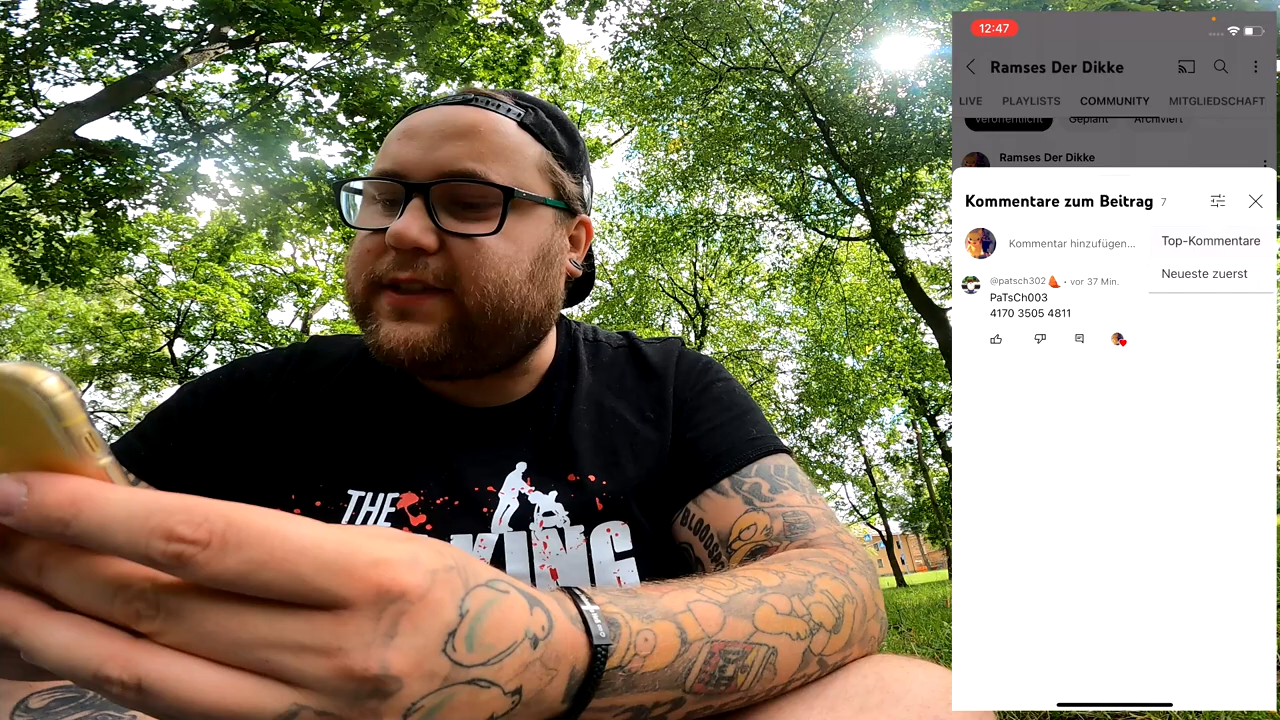 12:47
Ramses Der Dikke
LIVE PLAYLISTS COMMUNITY MITGLIEDSCHAFT
Veröffentlicht Geplant Archiviert
Ramses Der Dikke
Kommentare zum Beitrag 7
Kommentar hinzufügen...
Top-Kommentare
Neueste zuerst
@patsch302 • vor 37 Min.
PaTsCh003
4170 3505 4811
THE
KING